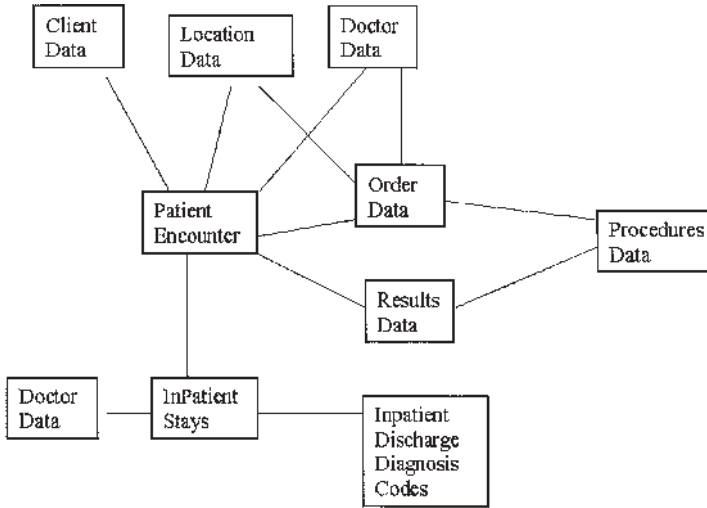 Client
Data
Location
Data
Doctor
Data
Order
Data
Patient
Encounter
Procedures
Data
Results
Data
Doctor
Data
InPatient
Stays
Inpatient
Discharge
Diagnosis
Codes